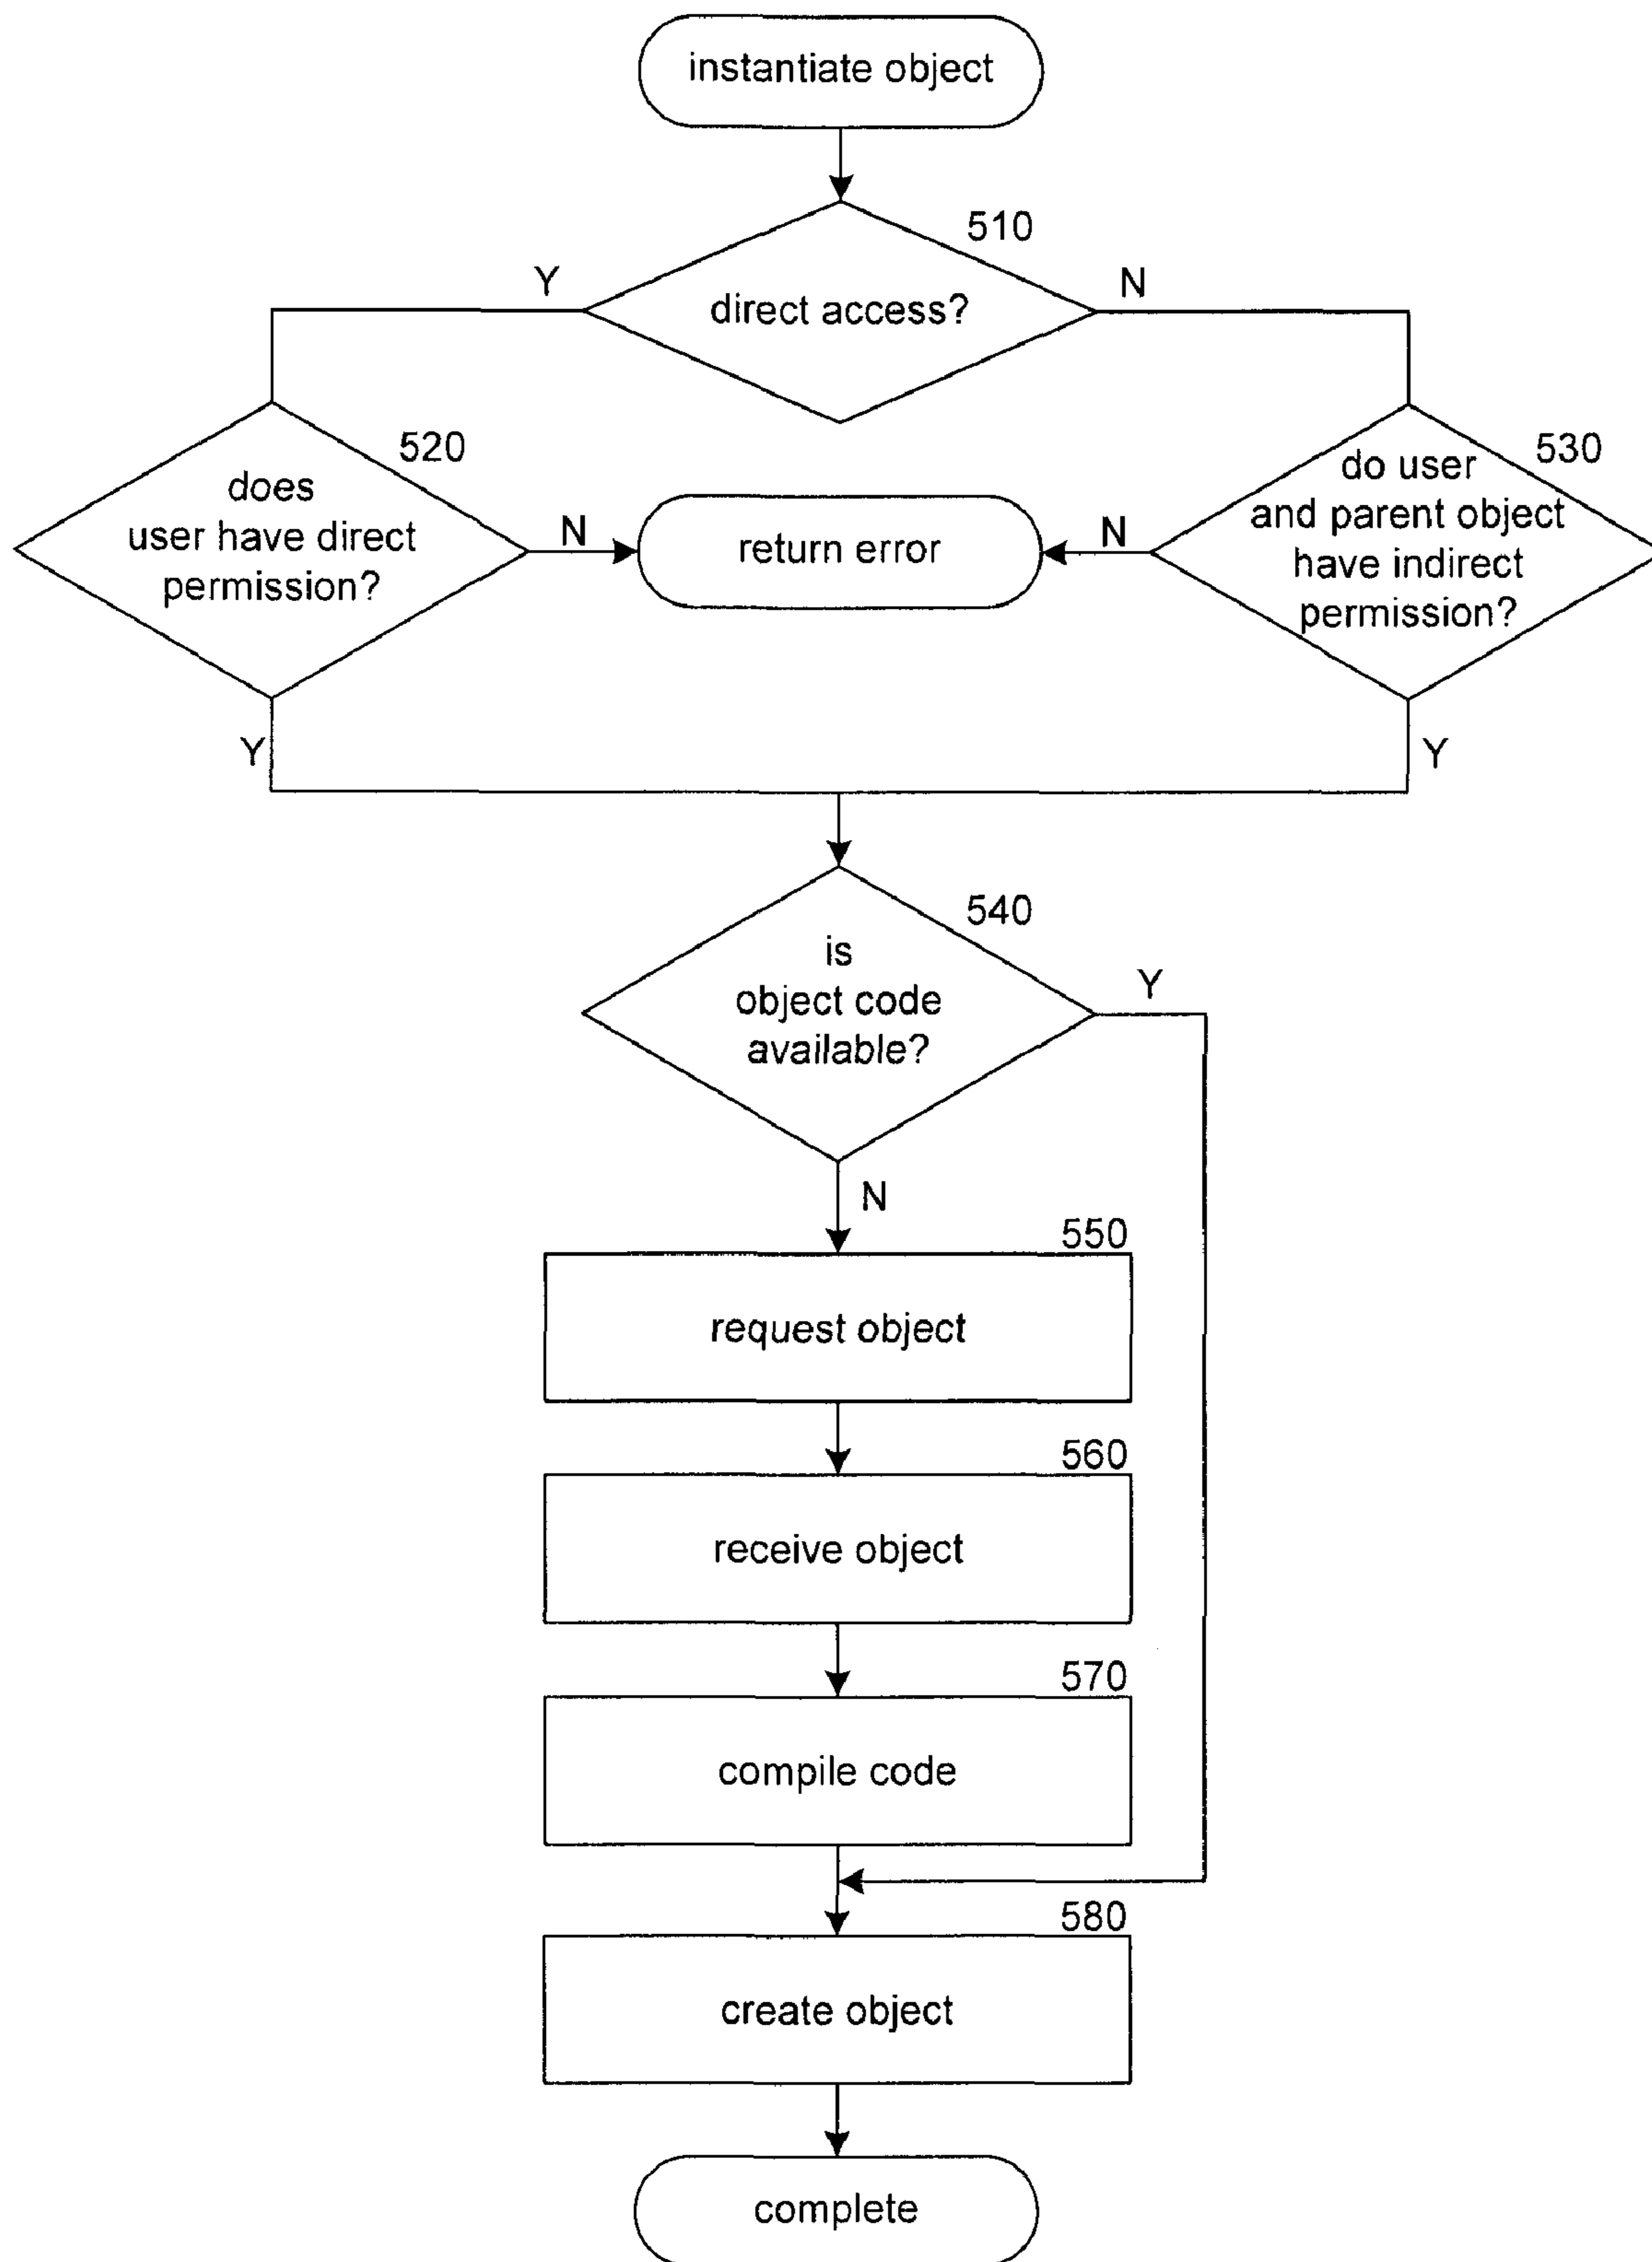 instantiate object
510
Y
direct access?
N
520
does
user have direct
permission?
N
return error
N
530
do user
and parent object
have indirect
permission?
Y
Y
540
is
object code
available?
Y
N
550
request object
560
receive object
570
compile code
580
create object
complete